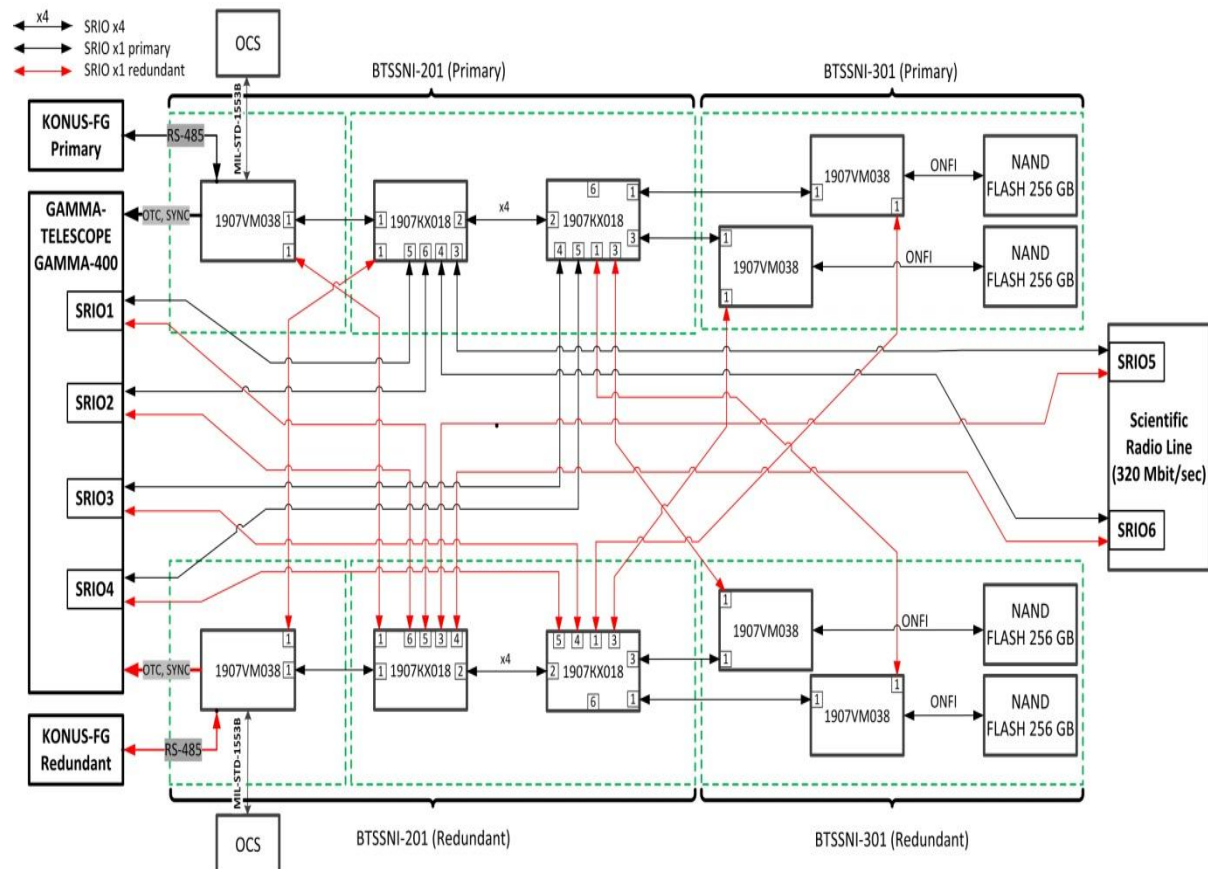 x4
SRIO x4
SRIO x1 primary
SRIO x1 redundant
OCS
BTSSNI-201 (Primary)
BTSSNI-301 (Primary)
KONUS-FG
Primary
RS-485
MIL-STD-1553B
OTC, SYNC
GAMMA-
TELESCOPE
GAMMA-400
SRIO1
SRIO2
SRIO3
SRIO4
1907VM038
1
1
1907КХ018
1
1
2
5
6
4
3
x4
1907КХ018
6
1
2
3
4
5
1
3
1907VM038
1
1
ONFI
NAND
FLASH 256 GB
1907VM038
1
1
ONFI
NAND
FLASH 256 GB
SRIO5
Scientific
Radio Line
(320 Mbit/sec)
SRIO6
1907VM038
1
1
OTC, SYNC
RS-485
KONUS-FG
Redundant
MIL-STD-1553B
OCS
1907КХ018
1
6
5
3
4
1
2
x4
1907КХ018
5
4
1
3
2
3
6
1
1907VM038
1
1
ONFI
NAND
FLASH 256 GB
1907VM038
1
1
ONFI
NAND
FLASH 256 GB
BTSSNI-201 (Redundant)
BTSSNI-301 (Redundant)